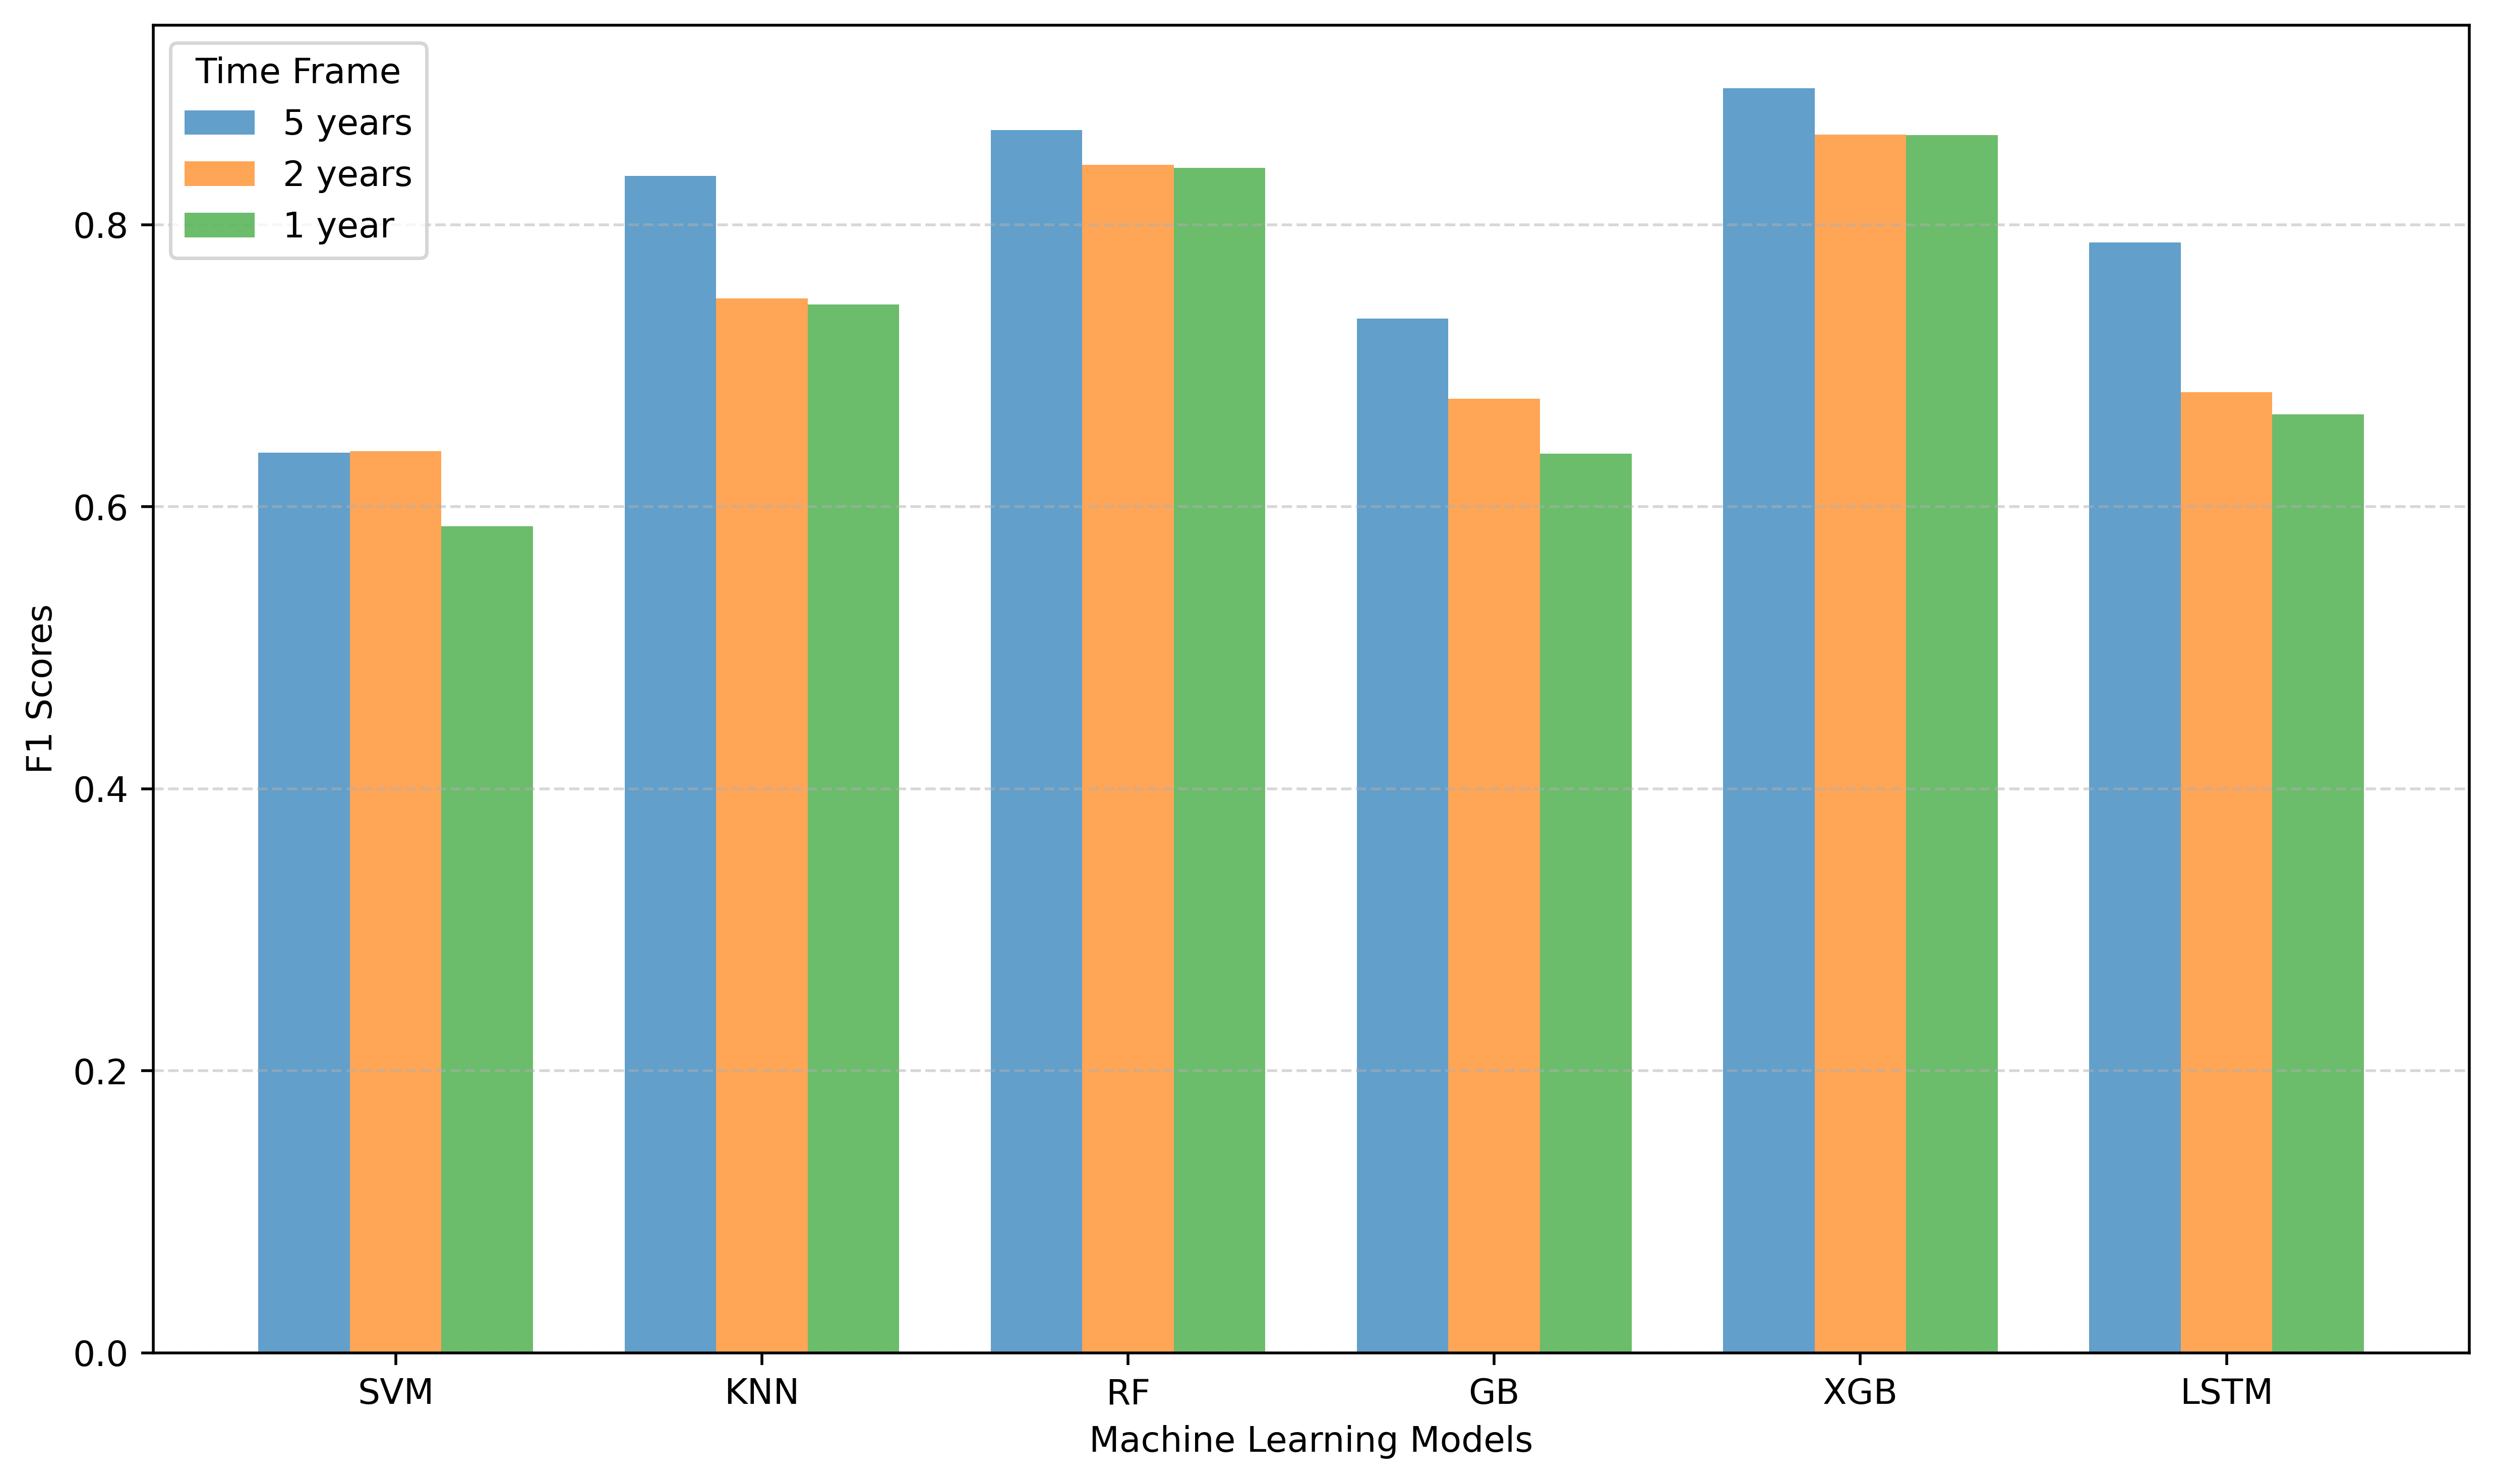 Time Frame
5 years
2 years
1 year
0.8
0.6
0.4
0.2
0.0
F1 Scores
SVM KNN RF GB XGB LSTM
Machine Learning Models